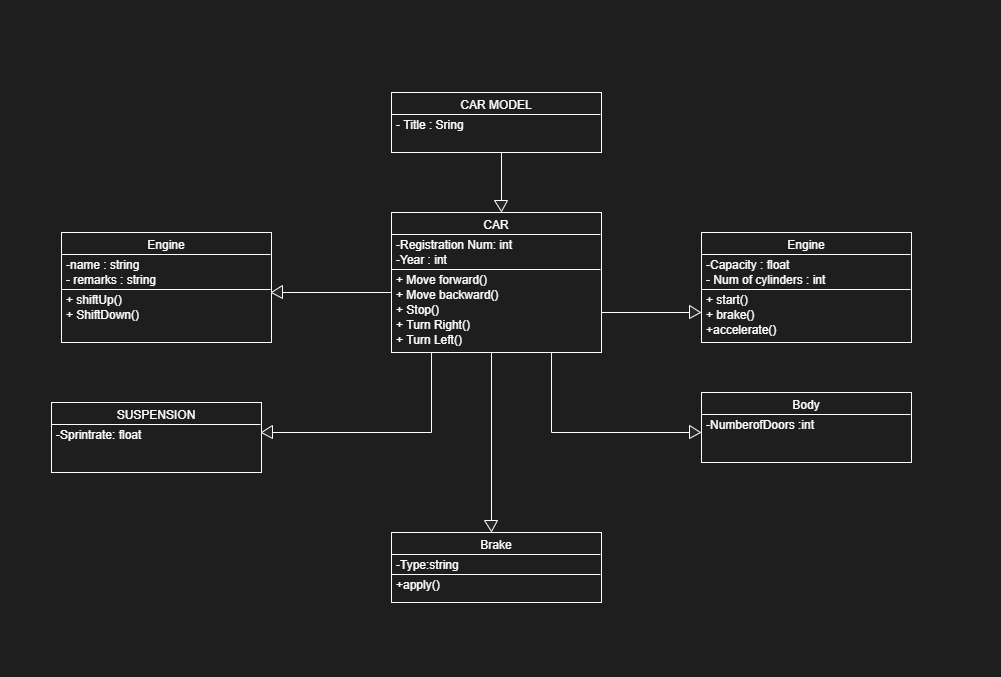 CAR MODEL
- Title : Sring
CAR
-Registration Num: int
-Year : int
+ Move forward()
+ Move backward()
+ Stop()
+ Turn Right()
+ Turn Left()
Engine
-name : string
- remarks : string
+ shiftUp()
+ ShiftDown()
Engine
-Capacity : float
- Num of cylinders : int
+ start()
+ brake()
+accelerate()
SUSPENSION
-Sprintrate: float
Body
-NumberofDoors :int
Brake
-Type:string
+apply()